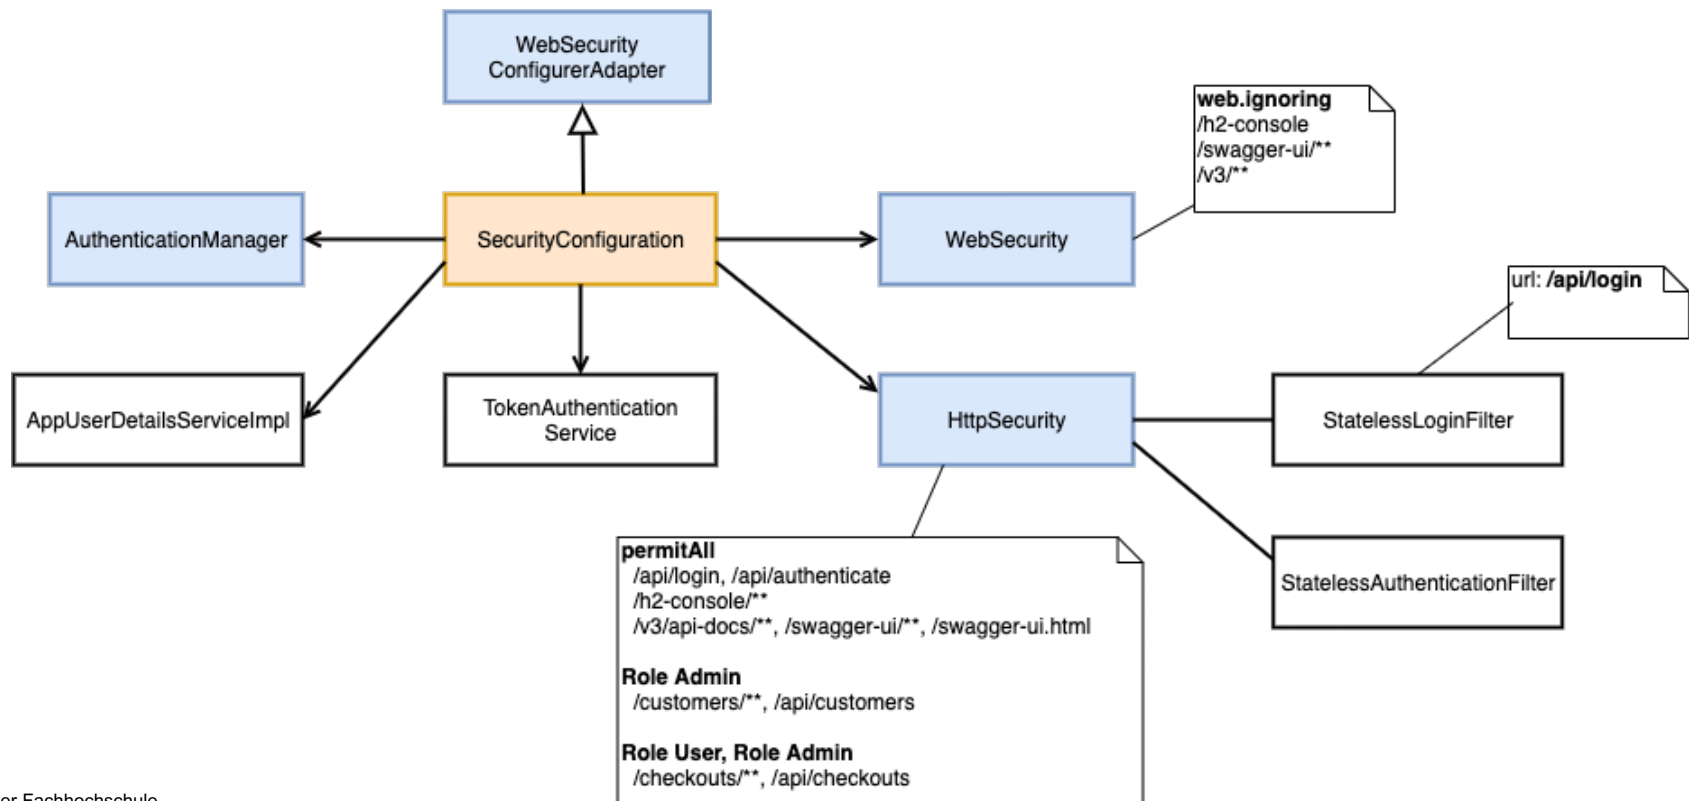 WebSecurity
ConfigurerAdapter
web.ignoring
/h2-console
/swagger-ui/**
/v3/**
AuthenticationManager
SecurityConfiguration
WebSecurity
url: /api/login
AppUserDetailsServiceImpl
TokenAuthentication
Service
HttpSecurity
StatelessLoginFilter
permitAll
/api/login, /api/authenticate
/h2-console/**
/v3/api-docs/**, /swagger-ui/**, /swagger-ui.html
StatelessAuthenticationFilter
Role Admin
/customers/**, /api/customers
Role User, Role Admin
/checkouts/**, /api/checkouts
er Fachhochschule